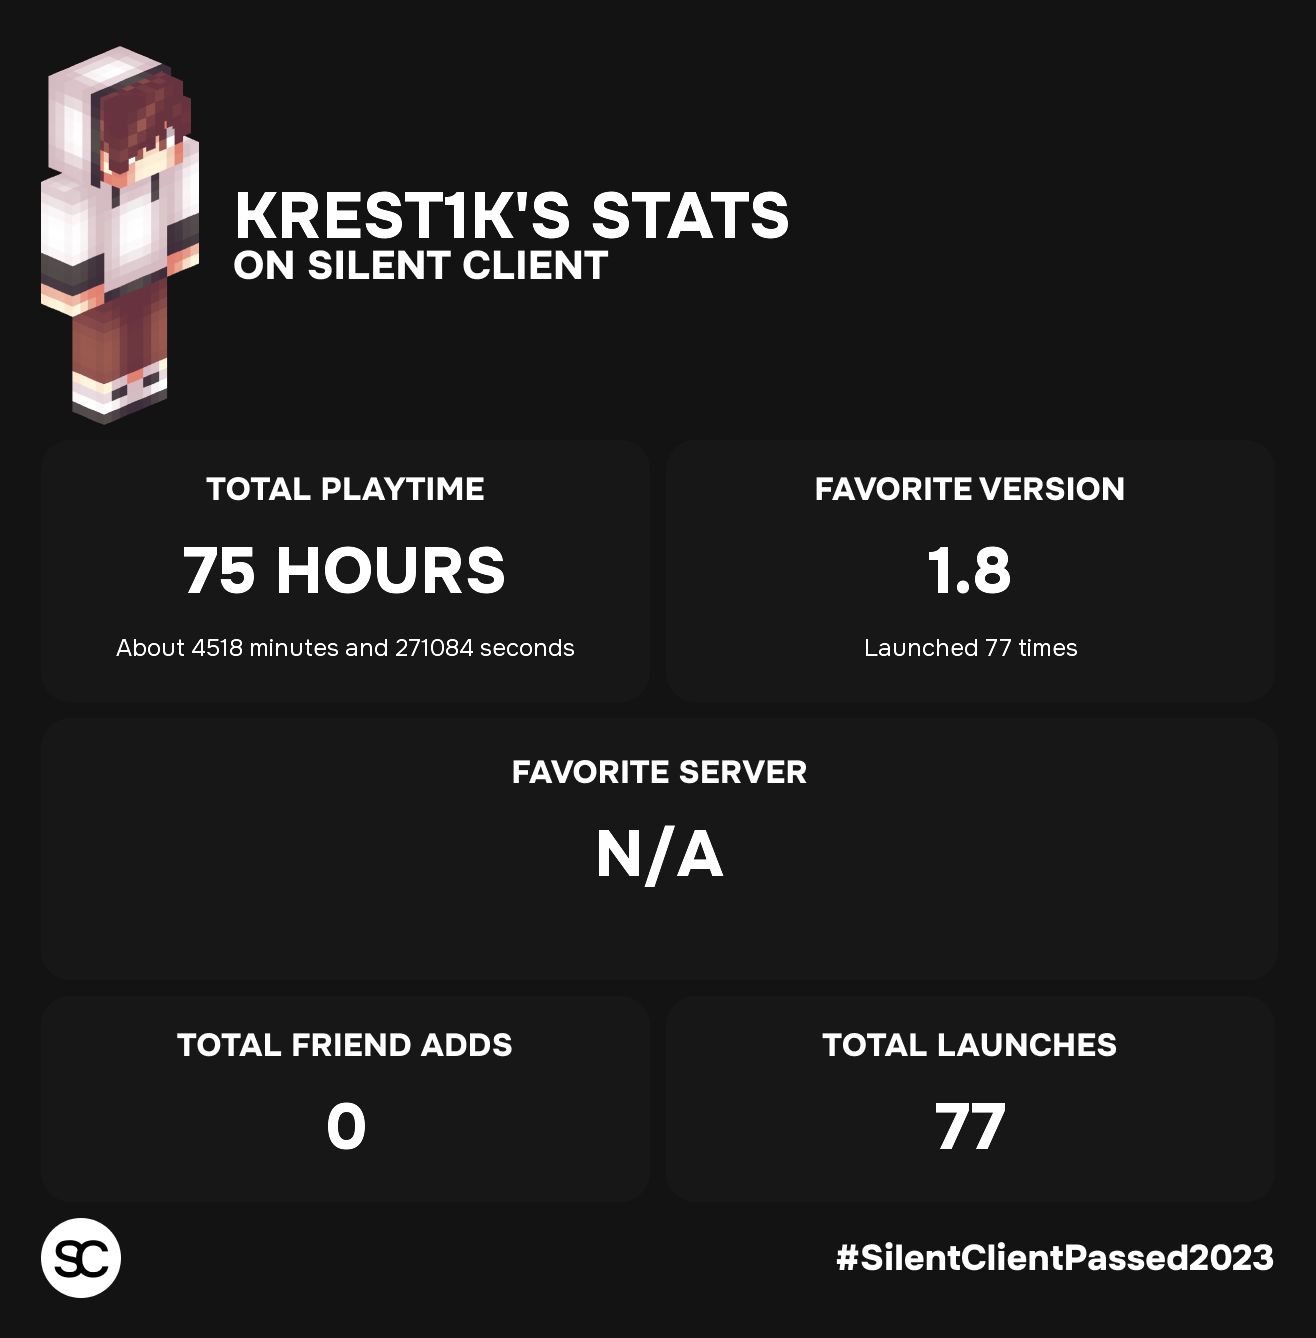 KREST1K'S STATS
ON SILENT CLIENT
TOTAL PLAYTIME
75 HOURS
About 4518 minutes and 271084 seconds
FAVORITE VERSION
1.8
Launched 77 times
FAVORITE SERVER
N/A
TOTAL FRIEND ADDS
0
TOTAL LAUNCHES
77
SC
#SilentClientPassed2023